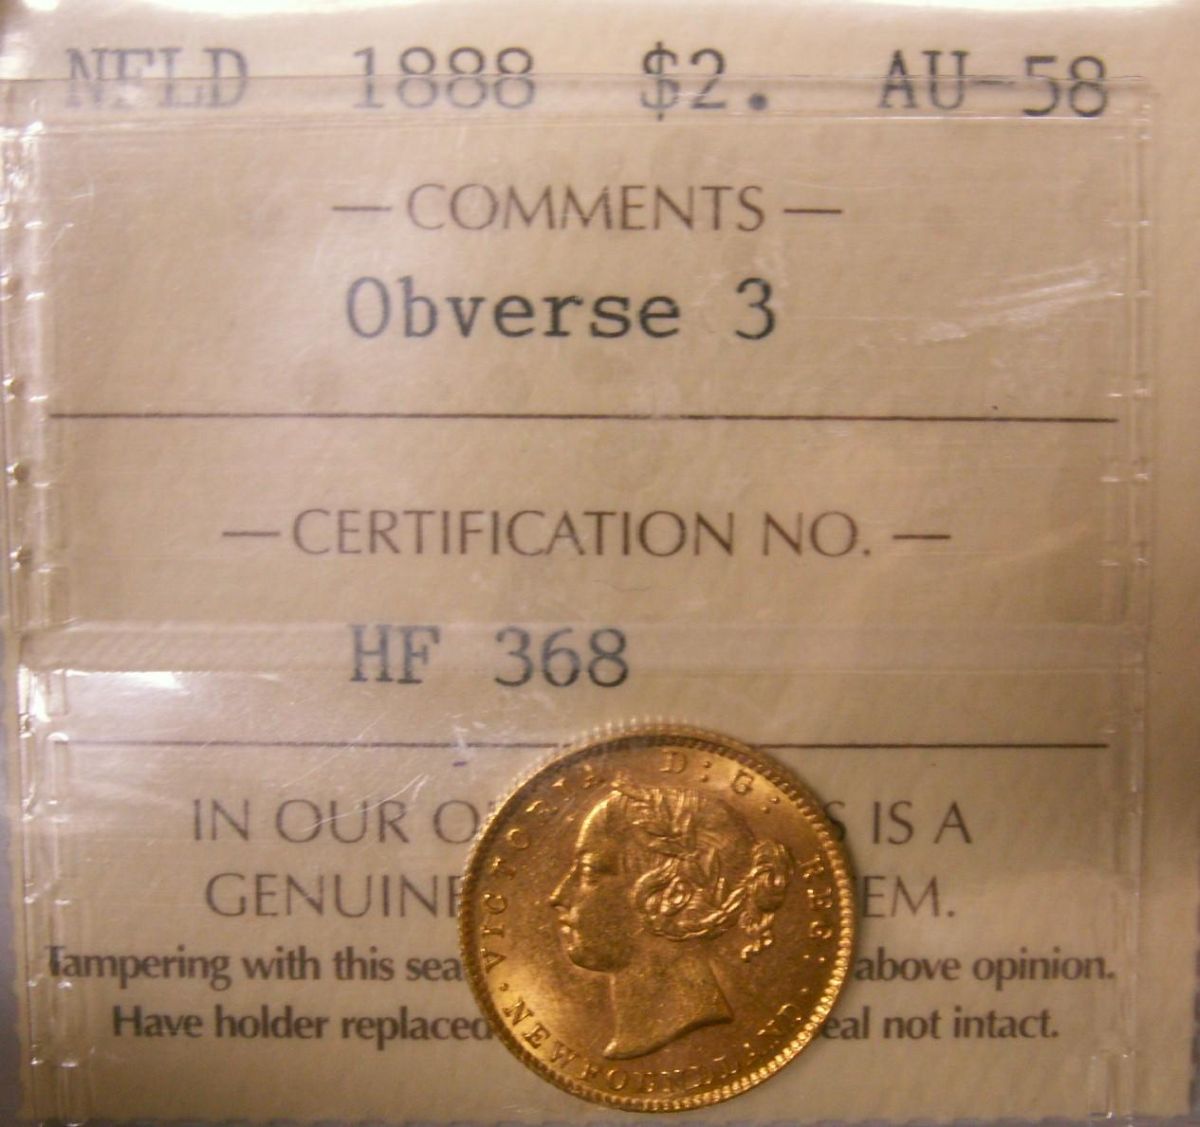 NFLD 1888 $2. AU-58
— COMMENTS —
Obverse 3
— CERTIFICATION NO. —
HF 368
IN OUR O S IS A
GENUINE EM.
Tampering with this sea above opinion.
Have holder replaced eal not intact.
VICTORIA D:G: REG:
·NEWFOUNDLAND·